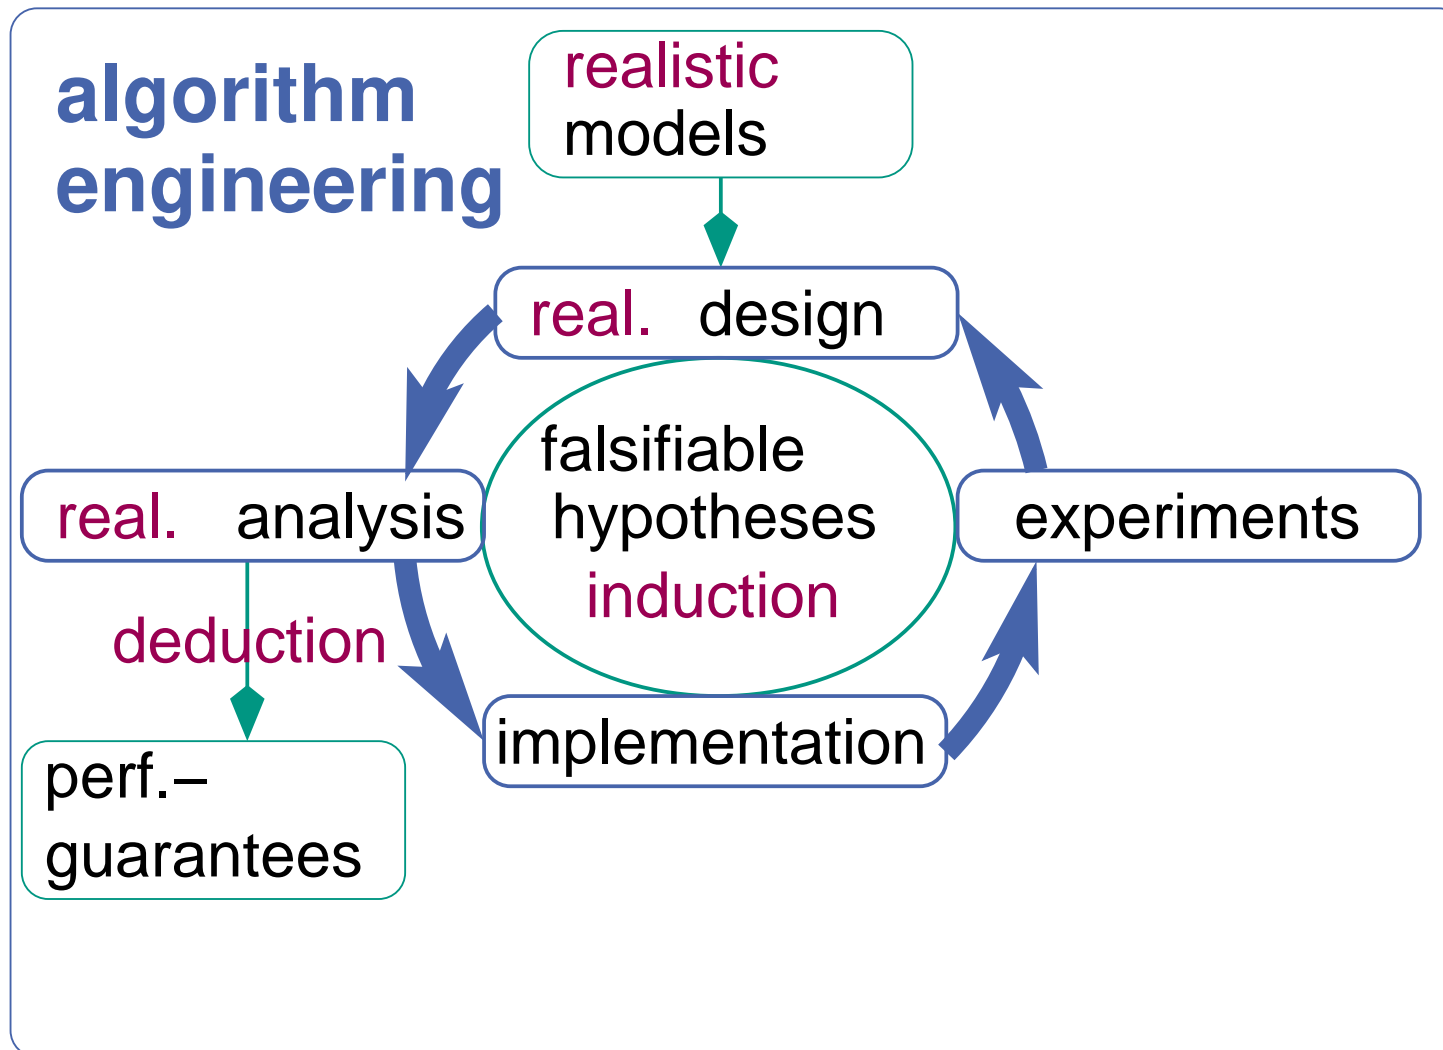 algorithm
engineering
realistic
models
real. design
falsifiable
hypotheses
induction
real. analysis
experiments
deduction
implementation
perf.–
guarantees